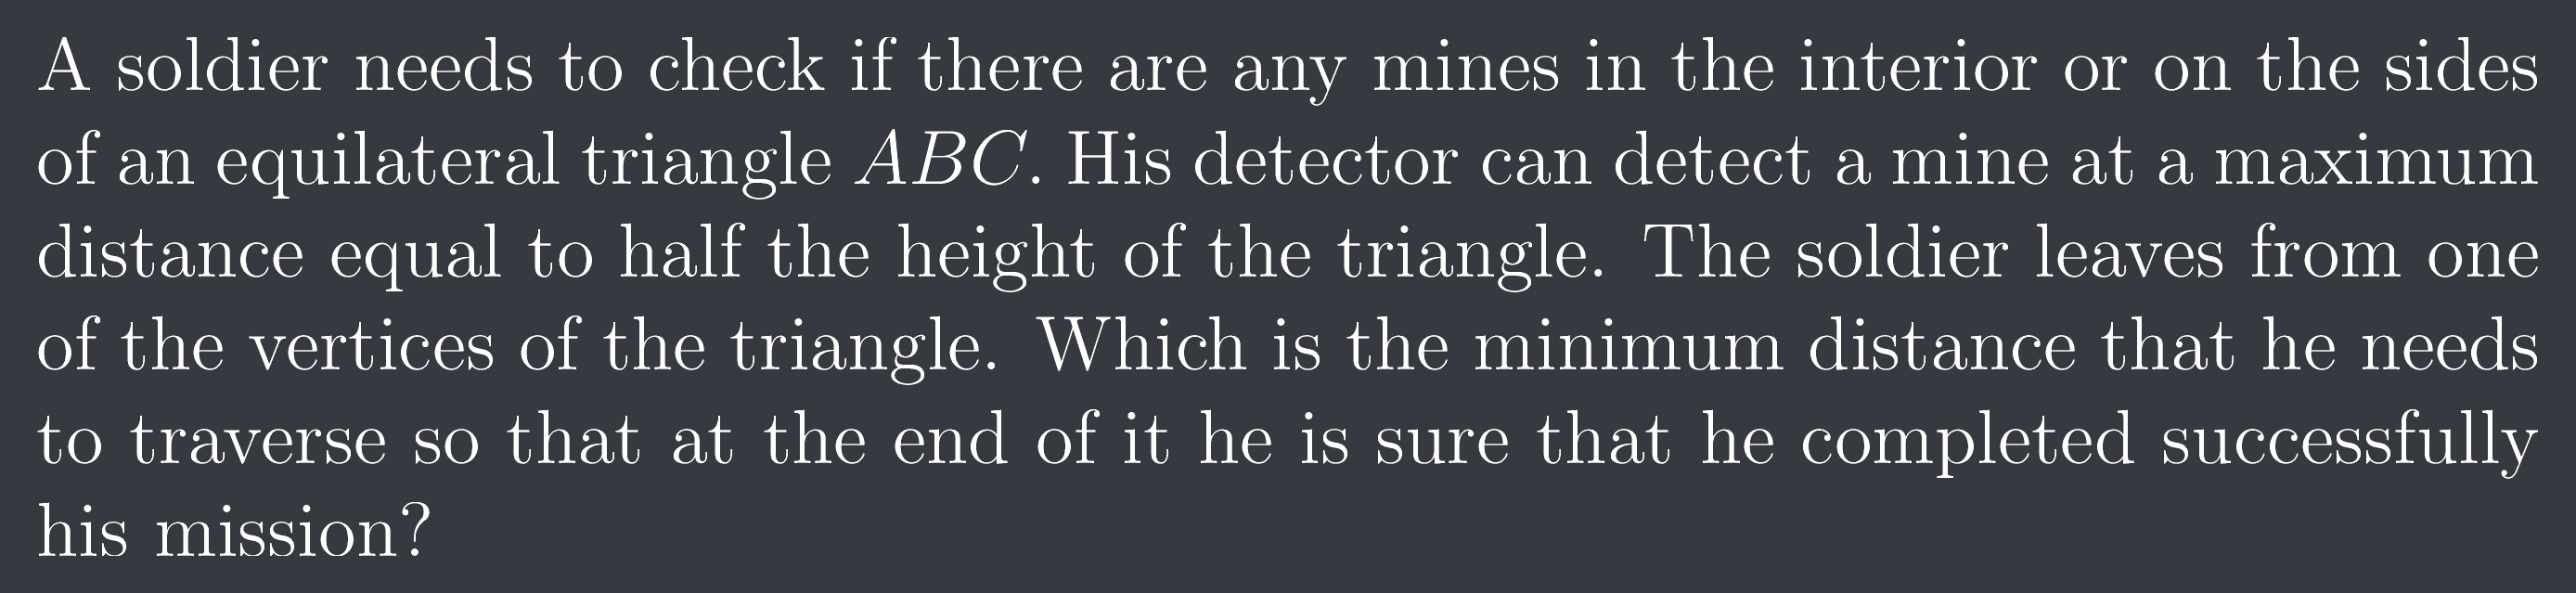 A soldier needs to check if there are any mines in the interior or on the sides
of an equilateral triangle ABC. His detector can detect a mine at a maximum
distance equal to half the height of the triangle. The soldier leaves from one
of the vertices of the triangle. Which is the minimum distance that he needs
to traverse so that at the end of it he is sure that he completed successfully
his mission?